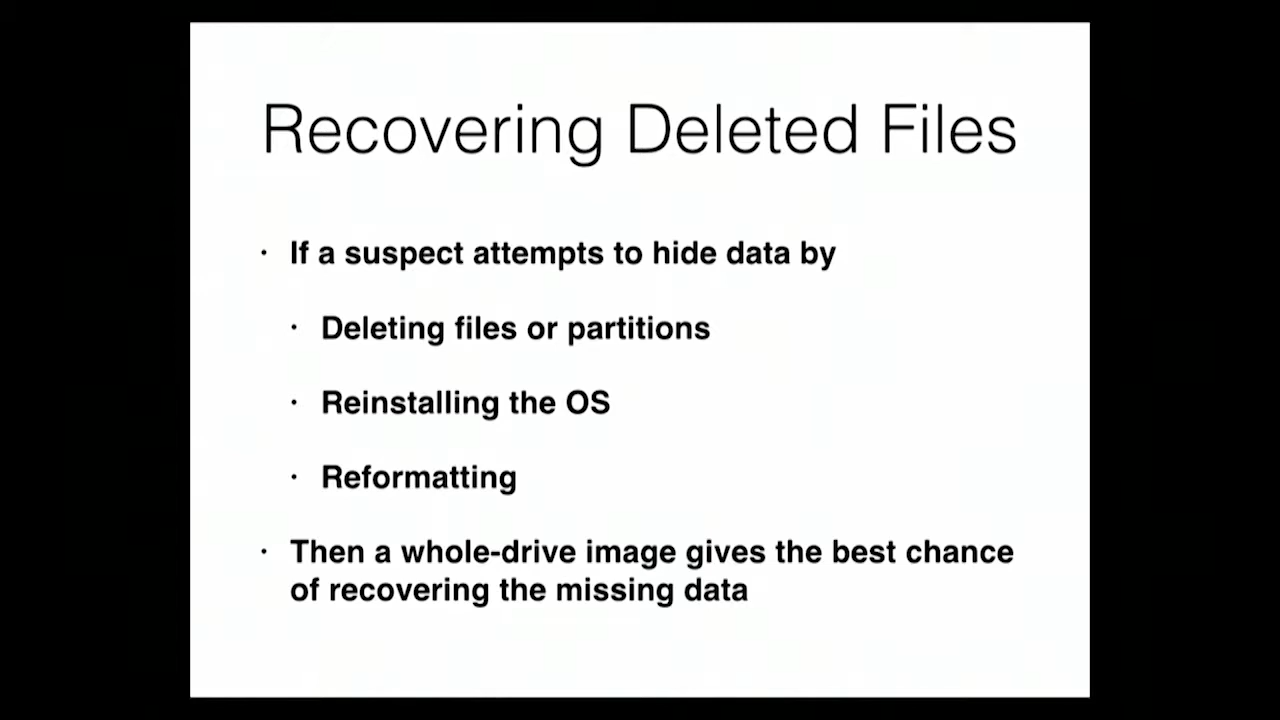 Recovering Deleted Files
· If a suspect attempts to hide data by
· Deleting files or partitions
· Reinstalling the OS
· Reformatting
· Then a whole-drive image gives the best chance
of recovering the missing data